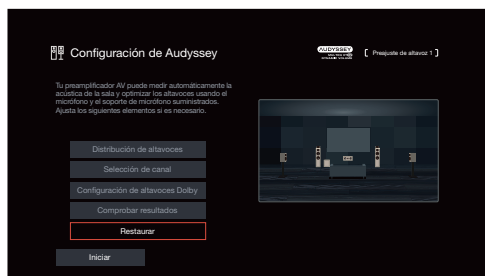 Configuración de Audyssey
AUDYSSEY
[ Preajuste de altavoz 1 ]
Tu preamplificador AV puede medir automáticamente la
acústica de la sala y optimizar los altavoces usando el
micrófono y el soporte de micrófono suministrados.
Ajusta los siguientes elementos si es necesario.
Distribución de altavoces
Selección de canal
Configuración de altavoces Dolby
Comprobar resultados
Restaurar
Iniciar